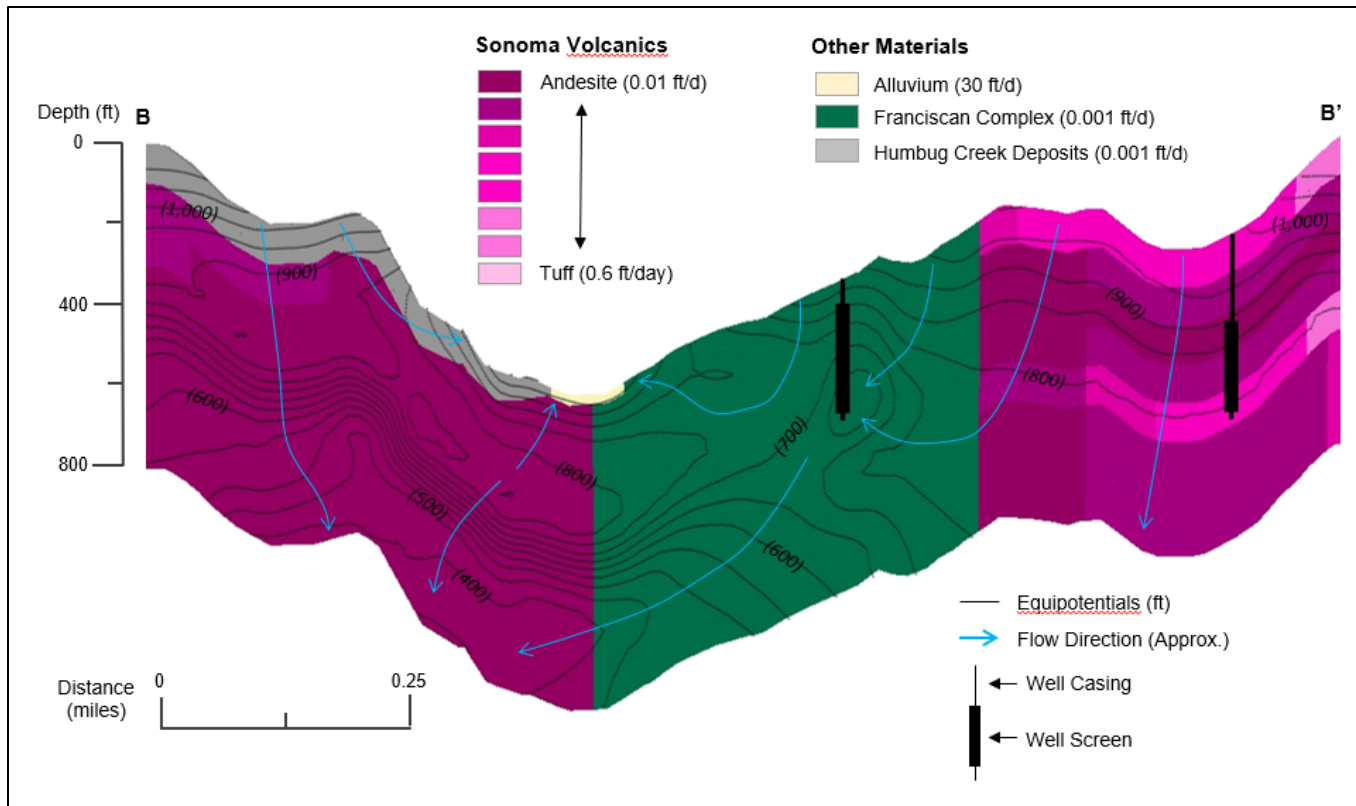 Sonoma Volcanics
Andesite (0.01 ft/d)
Tuff (0.6 ft/day)
Other Materials
Alluvium (30 ft/d)
Franciscan Complex (0.001 ft/d)
Humbug Creek Deposits (0.001 ft/d)
Depth (ft)
B
B’
0
400
800
(1,000)
(900)
(600)
(500)
(400)
(800)
(700)
(600)
(800)
(900)
(1,000)
Distance
(miles)
0
0.25
Equipotentials (ft)
Flow Direction (Approx.)
Well Casing
Well Screen